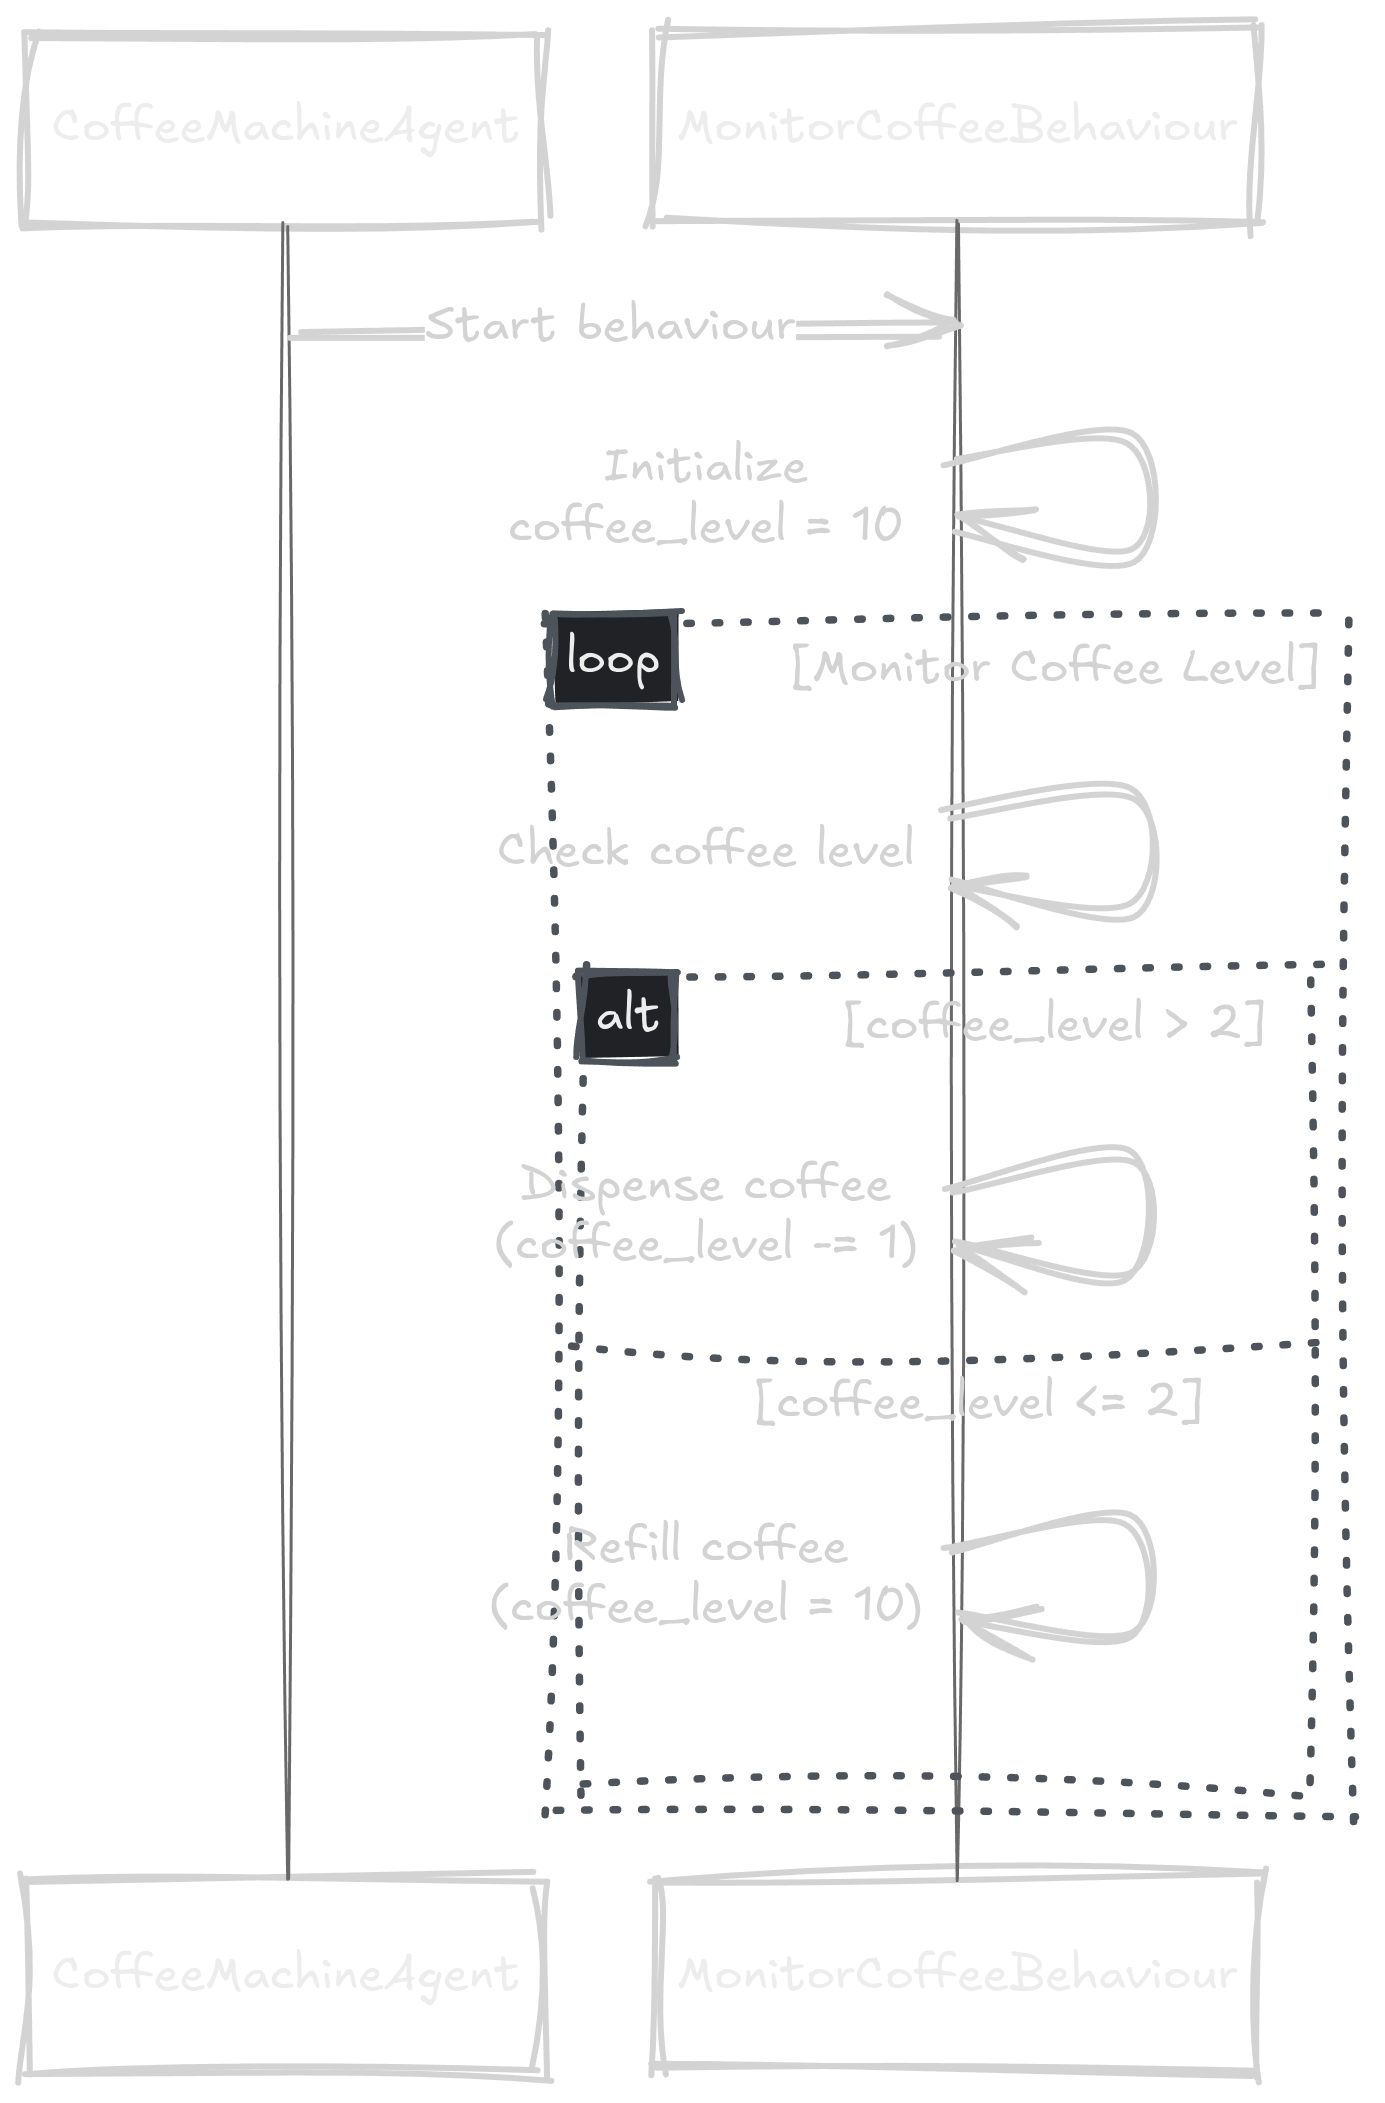 CoffeeMachineAgent
MonitorCoffeeBehaviour
Start behaviour
Initialize
coffee_level = 10
loop
[Monitor Coffee Level]
Check coffee level
alt
[coffee_level > 2]
Dispense coffee
(coffee_level -= 1)
[coffee_level <= 2]
Refill coffee
(coffee_level = 10)
CoffeeMachineAgent
MonitorCoffeeBehaviour